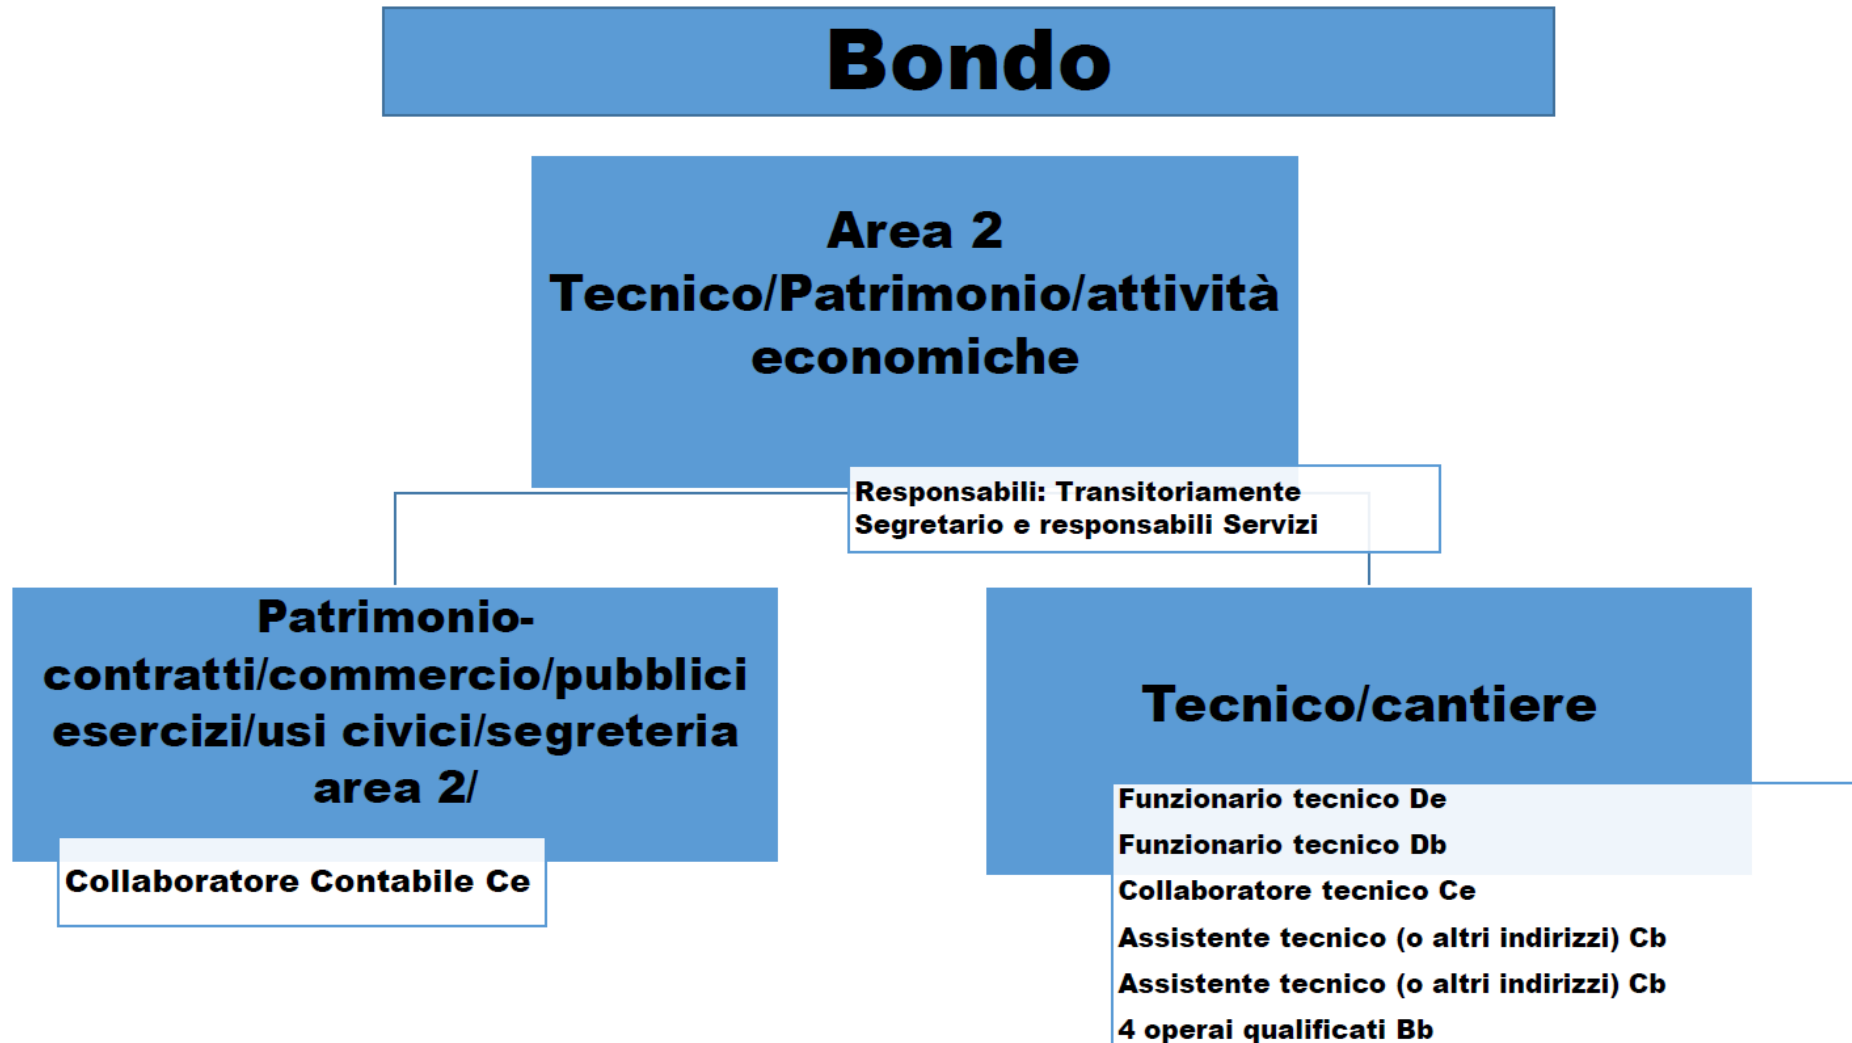 Bondo
Area 2
Tecnico/Patrimonio/attività
economiche
Responsabili: Transitoriamente
Segretario e responsabili Servizi
Patrimonio-
contratti/commercio/pubblici
esercizi/usi civici/segreteria
area 2/
Collaboratore Contabile Ce
Tecnico/cantiere
Funzionario tecnico De
Funzionario tecnico Db
Collaboratore tecnico Ce
Assistente tecnico (o altri indirizzi) Cb
Assistente tecnico (o altri indirizzi) Cb
4 operai qualificati Bb